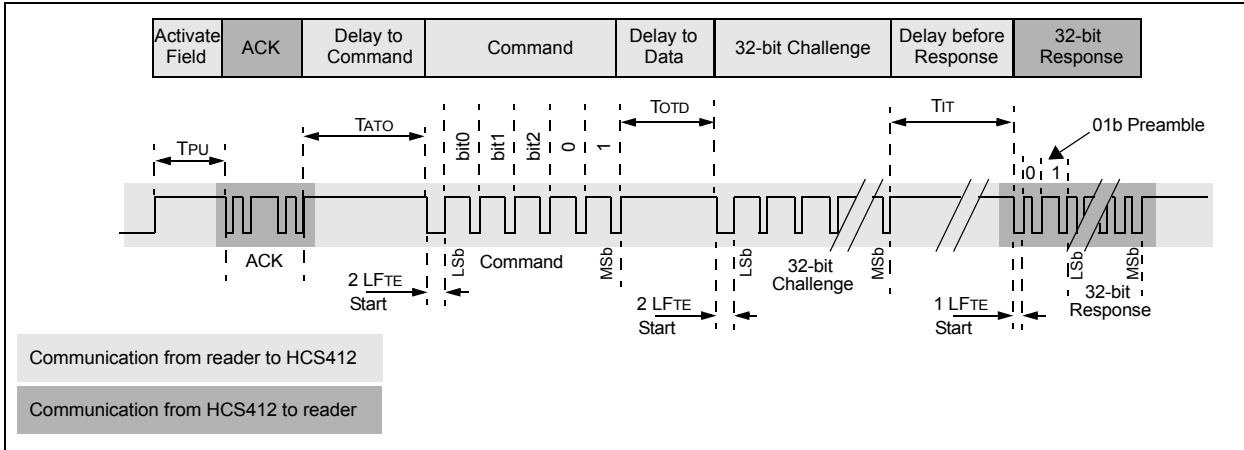 Activate Field
ACK
Delay to Command
Command
Delay to Data
32-bit Challenge
Delay before Response
32-bit Response
TPU
TATO
bit0
bit1
bit2
0
1
TOTD
TIT
01b Preamble
0
1
ACK
LSb
Command
MSb
LSb
32-bit Challenge
MSb
LSb
32-bit Response
MSb
2 LFTE
Start
2 LFTE
Start
1 LFTE
Start
Communication from reader to HCS412
Communication from HCS412 to reader